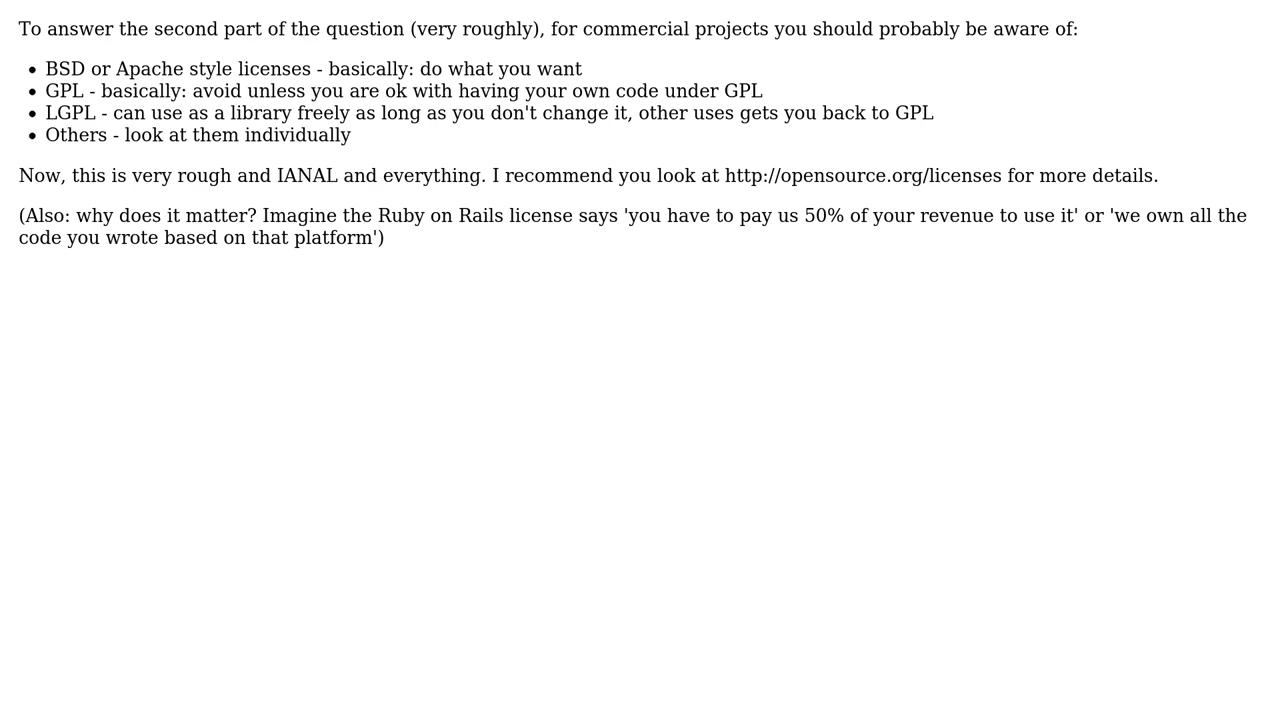 To answer the second part of the question (very roughly), for commercial projects you should probably be aware of:
• BSD or Apache style licenses - basically: do what you want
• GPL - basically: avoid unless you are ok with having your own code under GPL
• LGPL - can use as a library freely as long as you don't change it, other uses gets you back to GPL
• Others - look at them individually
Now, this is very rough and IANAL and everything. I recommend you look at http://opensource.org/licenses for more details.
(Also: why does it matter? Imagine the Ruby on Rails license says 'you have to pay us 50% of your revenue to use it' or 'we own all the
code you wrote based on that platform')